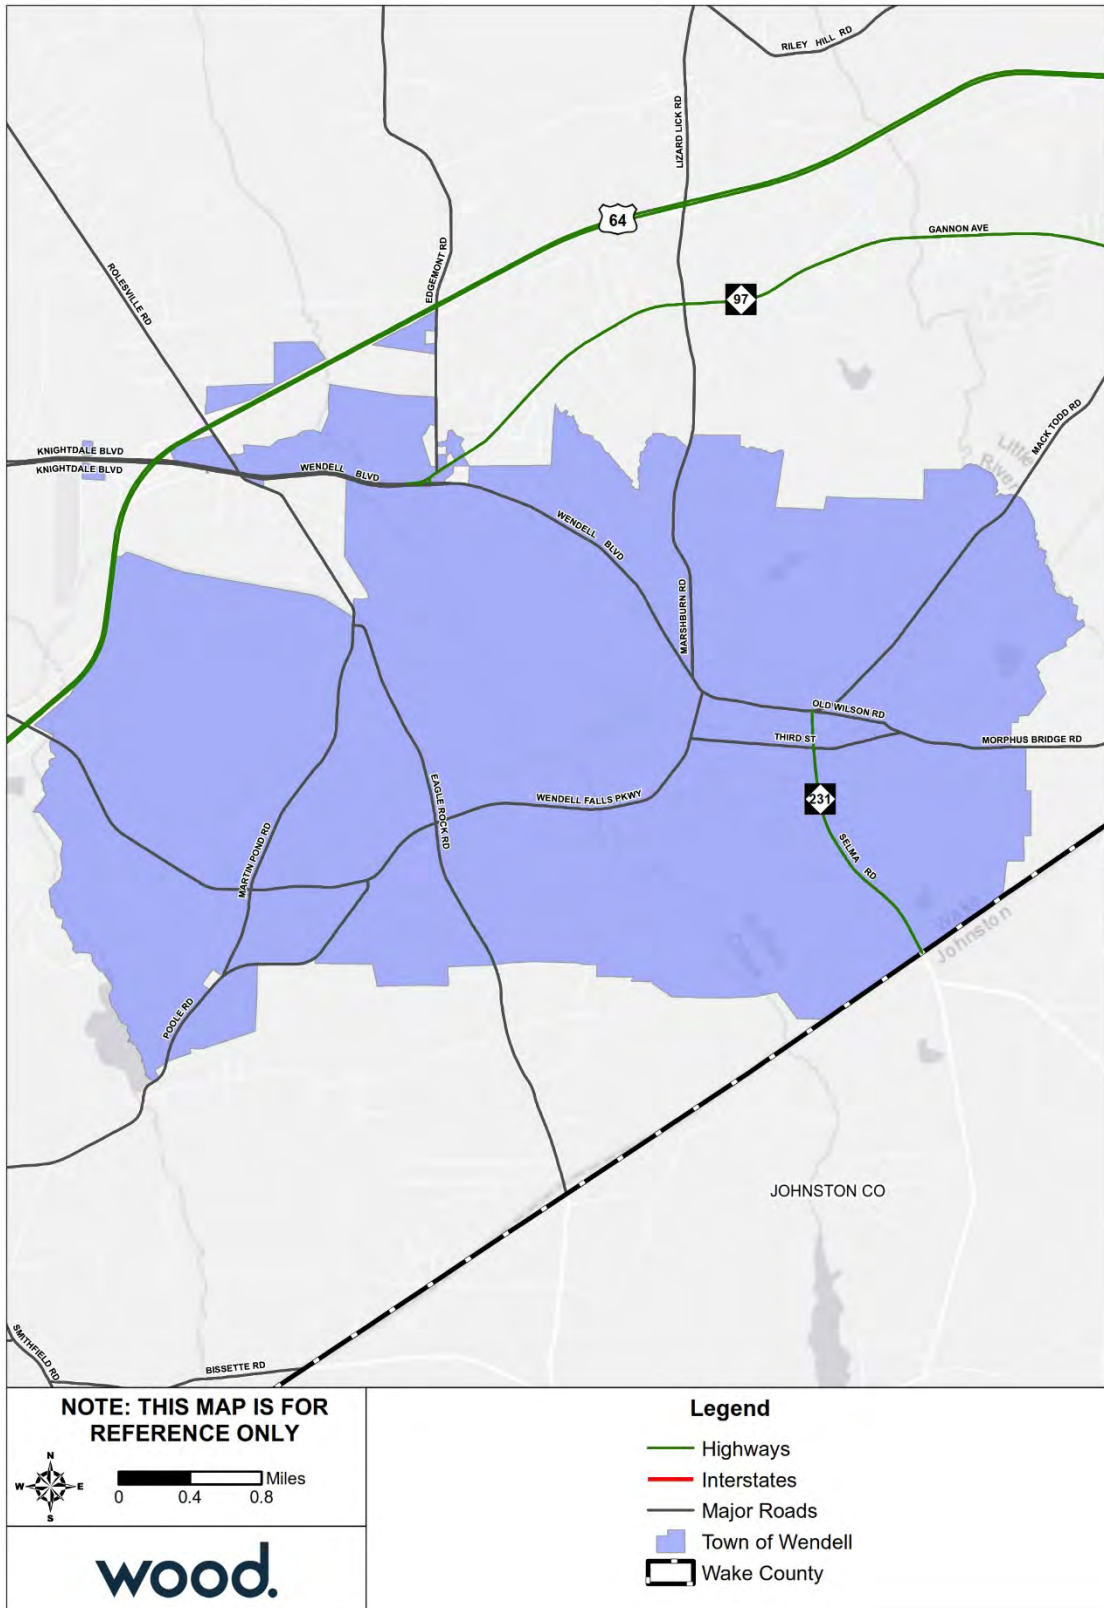 RILEY HILL RD
LIZARD LICK RD
64
GANNON AVE
EDGEMONT RD
ROLESVILLE RD
97
MACK TODD RD
Little
River
KNIGHTDALE BLVD
KNIGHTDALE BLVD
WENDELL BLVD
WENDELL BLVD
MARSHBURN RD
OLD WILSON RD
THIRD ST
MORPHUS BRIDGE RD
WENDELL FALLS PKWY
EAGLE ROCK RD
231
SELMA RD
MARTIN POND RD
Wake
Johnston
POOLE RD
JOHNSTON CO
SMITHFIELD RD
BISSETTE RD
NOTE: THIS MAP IS FOR
REFERENCE ONLY
N
W E
S
Miles
0 0.4 0.8
wood.
Legend
Highways
Interstates
Major Roads
Town of Wendell
Wake County